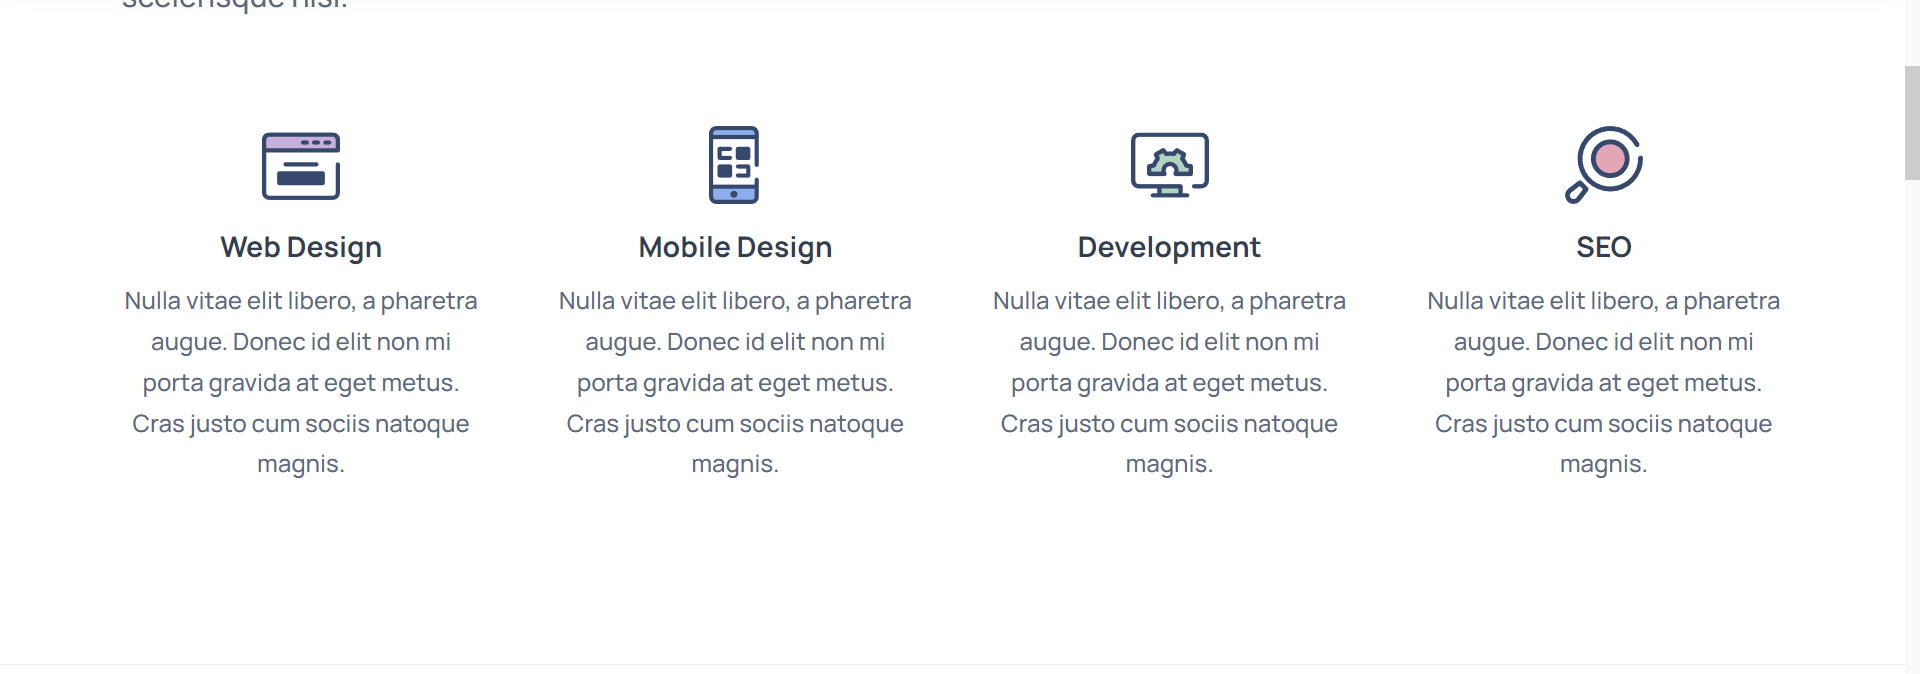 scelerisque nisl.
Web Design
Nulla vitae elit libero, a pharetra
augue. Donec id elit non mi
porta gravida at eget metus.
Cras justo cum sociis natoque
magnis.
Mobile Design
Nulla vitae elit libero, a pharetra
augue. Donec id elit non mi
porta gravida at eget metus.
Cras justo cum sociis natoque
magnis.
Development
Nulla vitae elit libero, a pharetra
augue. Donec id elit non mi
porta gravida at eget metus.
Cras justo cum sociis natoque
magnis.
SEO
Nulla vitae elit libero, a pharetra
augue. Donec id elit non mi
porta gravida at eget metus.
Cras justo cum sociis natoque
magnis.